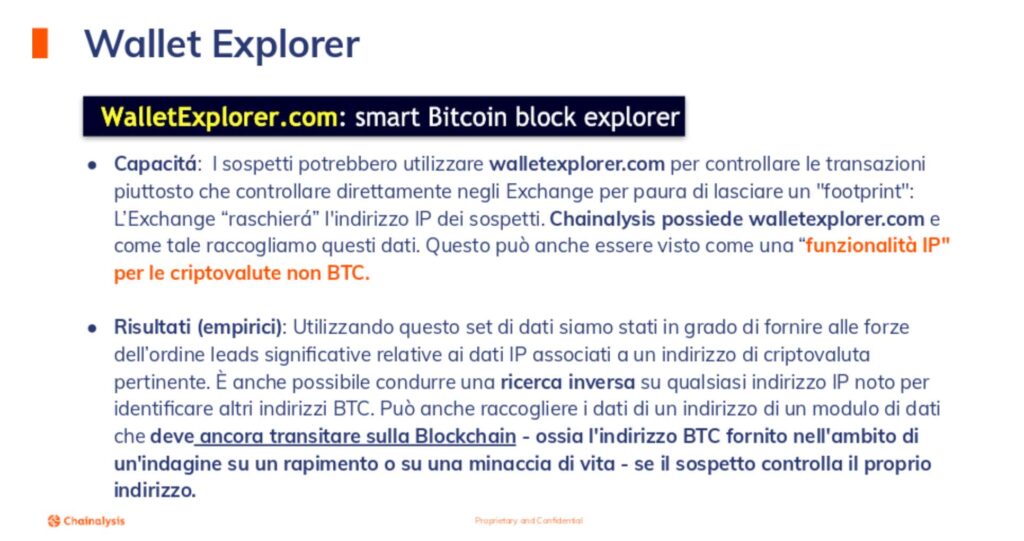 Wallet Explorer
WalletExplorer.com: smart Bitcoin block explorer
● Capacitá: I sospetti potrebbero utilizzare walletexplorer.com per controllare le transazioni
piuttosto che controllare direttamente negli Exchange per paura di lasciare un "footprint":
L'Exchange “raschierá” l'indirizzo IP dei sospetti. Chainalysis possiede walletexplorer.com e
come tale raccogliamo questi dati. Questo può anche essere visto come una “funzionalità IP"
per le criptovalute non BTC.
● Risultati (empirici): Utilizzando questo set di dati siamo stati in grado di fornire alle forze
dell’ordine leads significative relative ai dati IP associati a un indirizzo di criptovaluta
pertinente. È anche possibile condurre una ricerca inversa su qualsiasi indirizzo IP noto per
identificare altri indirizzi BTC. Può anche raccogliere i dati di un indirizzo di un modulo di dati
che deve ancora transitare sulla Blockchain - ossia l'indirizzo BTC fornito nell'ambito di
un'indagine su un rapimento o su una minaccia di vita - se il sospetto controlla il proprio
indirizzo.
Chainalysis
Proprietary and Confidential